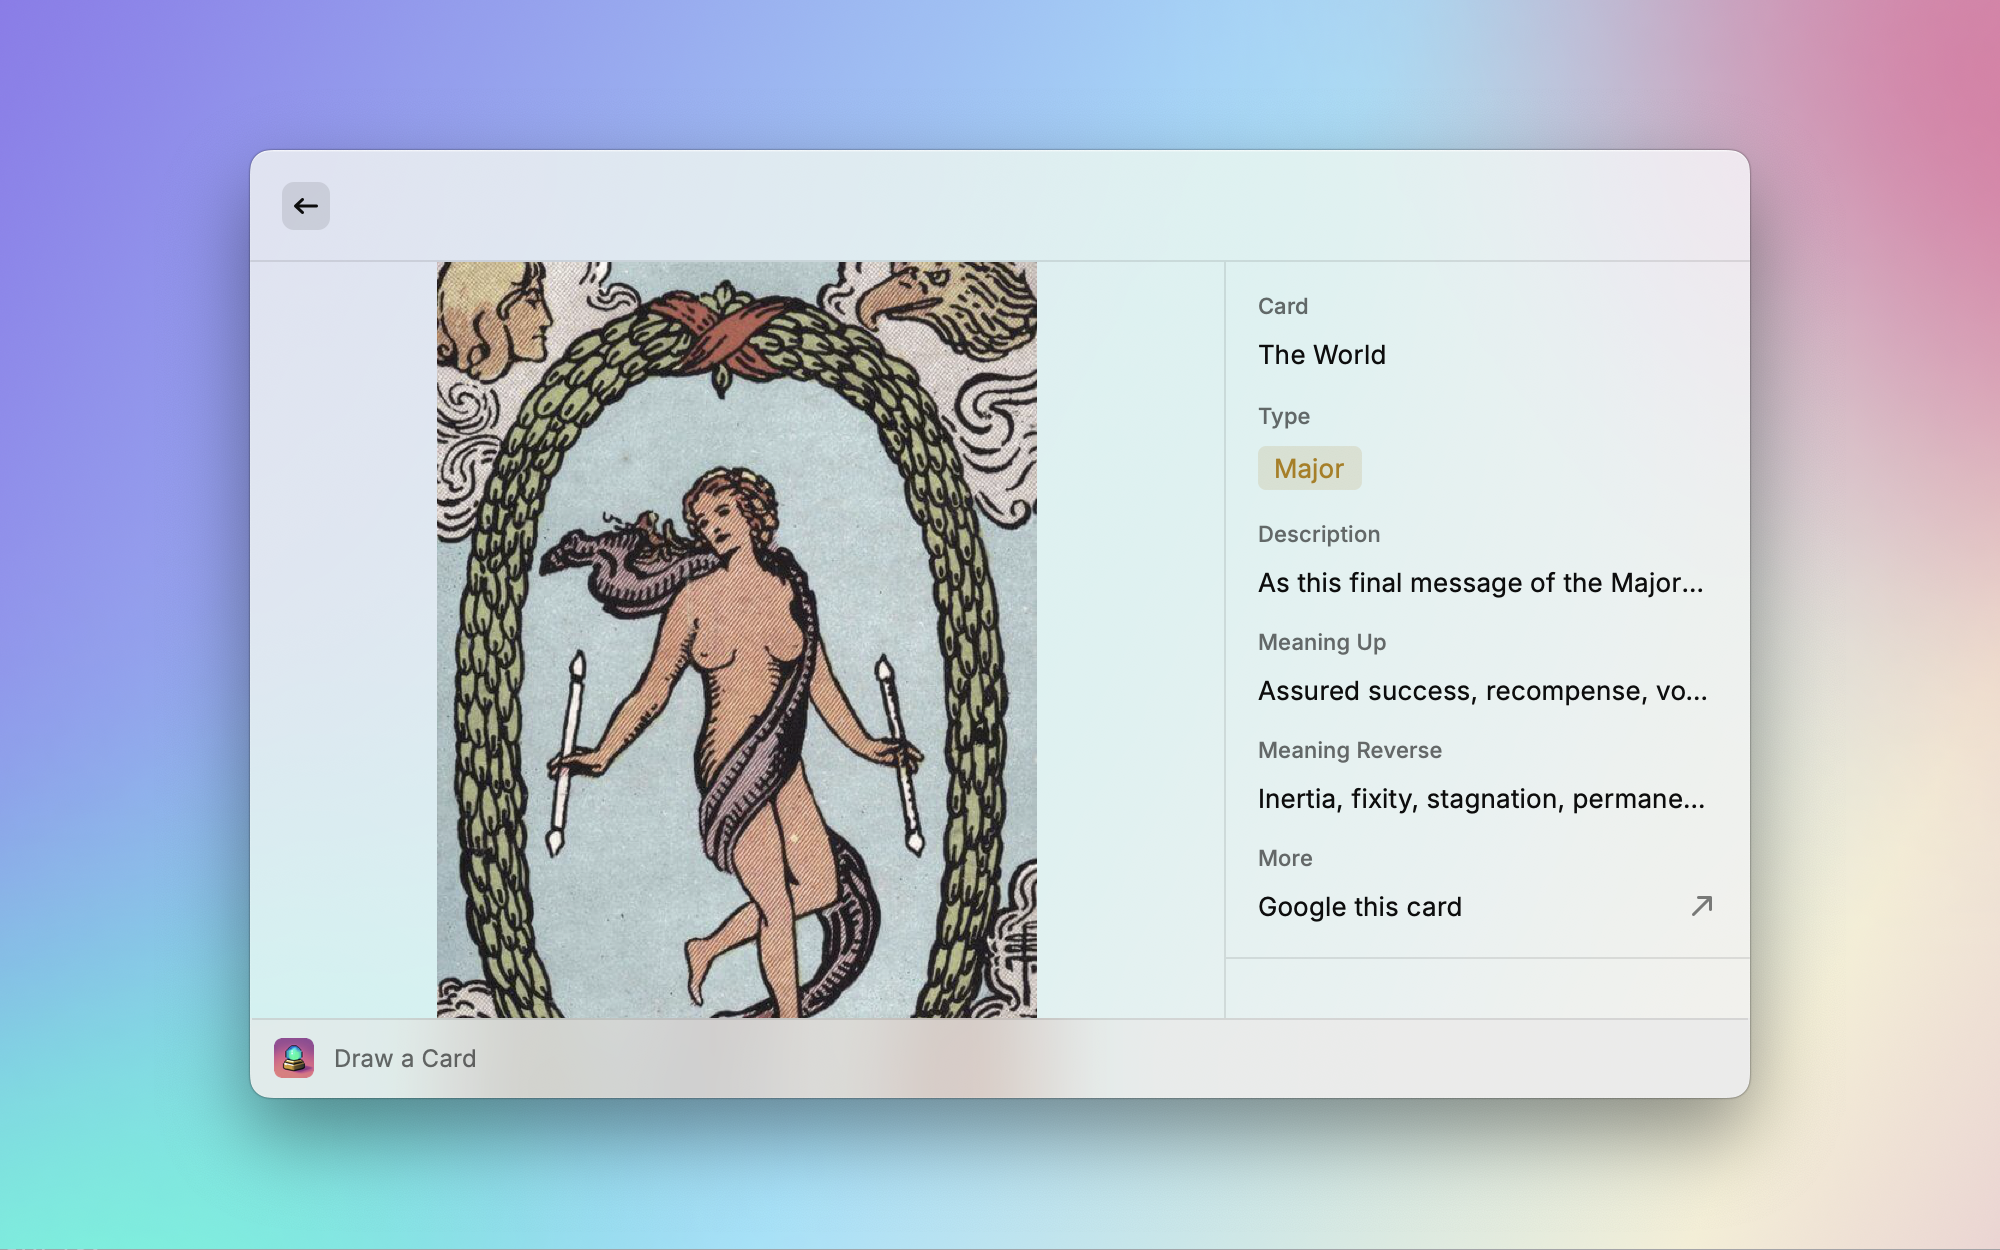 Card
The World
Type
Major
Description
As this final message of the Major...
Meaning Up
Assured success, recompense, vo...
Meaning Reverse
Inertia, fixity, stagnation, permane...
More
Google this card
Draw a Card